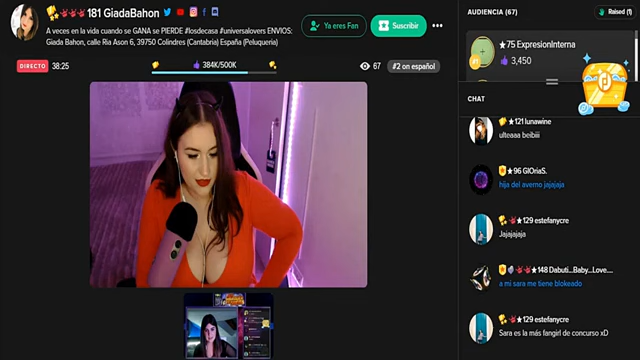 181 GiadaBahon
A veces en la vida cuando se GANA se PIERDE #losdecasa #universalovers ENVIOS:
Giada Bahon, calle Ria Ason 6, 39750 Colindres (Cantabria) España (Peluqueria)
Ya eres Fan
Suscribir
DIRECTO
38:25
384K/500K
67
#2 on español
AUDIENCIA (67)
Raised (1)
75 ExpresionInterna
3,450
CHAT
121 lunawine
ulteaaa beibiii
96 GlOriaS.
hija del averno jajajaja
129 estefanycre
Jajajajaja
148 Dabuti...Baby...Love....
a mi sara me tiene blokeado
129 estefanycre
Sara es la más fangirl de concurso xD